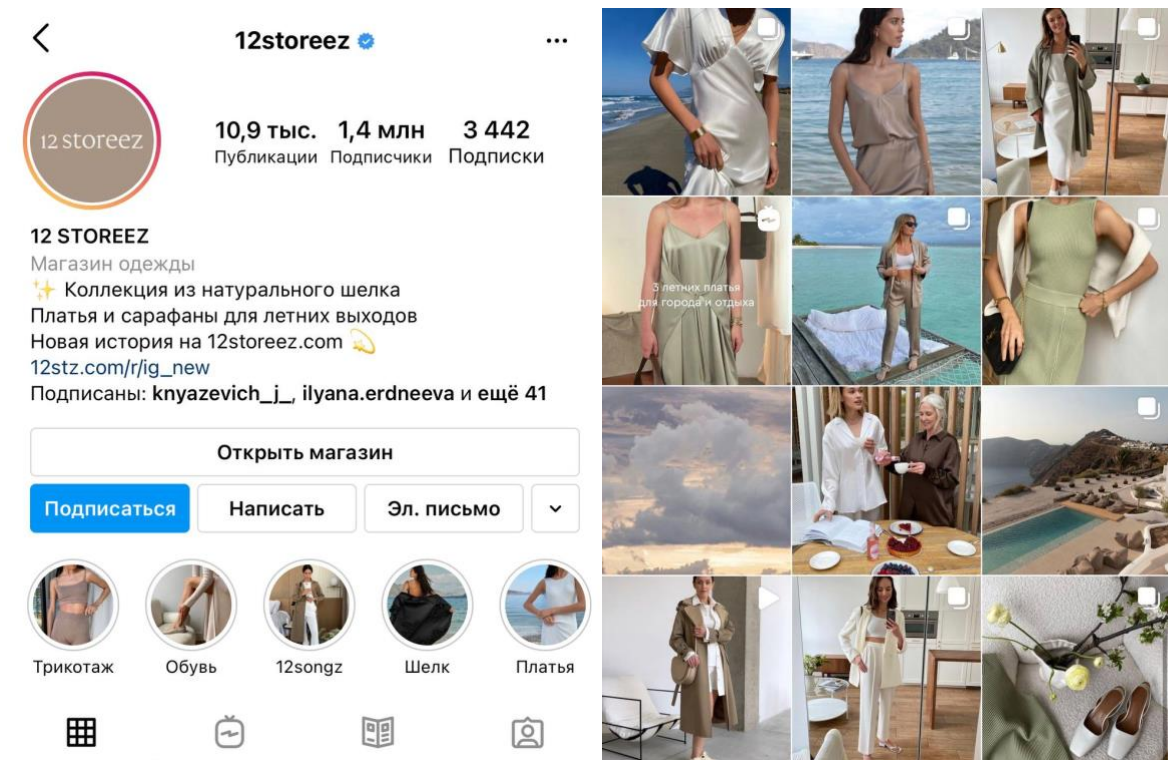 12storeez
12 storeez
10,9 тыс. 1,4 млн 3 442
Публикации Подписчики Подписки
12 STOREEZ
Магазин одежды
✨ Коллекция из натурального шелка
Платья и сарафаны для летних выходов
Новая история на 12storeez.com 💫
12stz.com/r/ig_new
Подписаны: knyazevich_j_, ilyana.erdneeva и ещё 41
Открыть магазин
Подписаться Написать Эл. письмо
Трикотаж Обувь 12songz Шелк Платья
3 летних платья
для города и отдыха